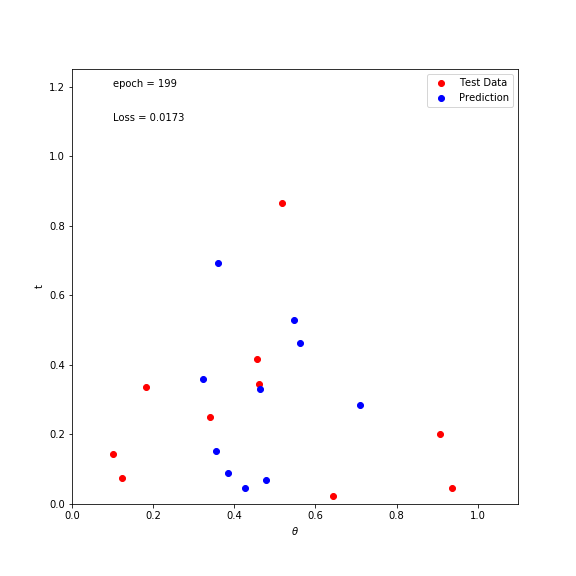 epoch = 199
Loss = 0.0173
Test Data
Prediction
1.2
1.0
0.8
0.6
0.4
0.2
0.0
t
0.0 0.2 0.4 0.6 0.8 1.0
θ